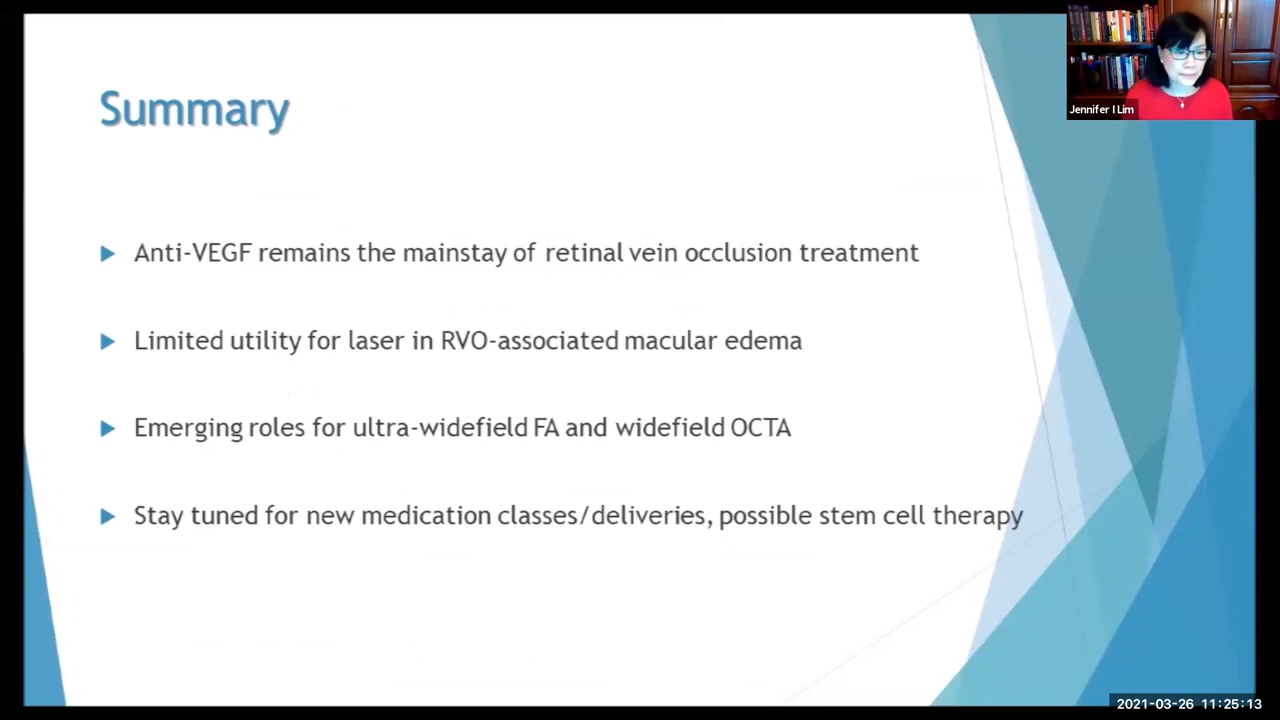 Summary
Anti-VEGF remains the mainstay of retinal vein occlusion treatment
Limited utility for laser in RVO-associated macular edema
Emerging roles for ultra-widefield FA and widefield OCTA
Stay tuned for new medication classes/deliveries, possible stem cell therapy
Jennifer I Lim
2021-03-26 11:25:13